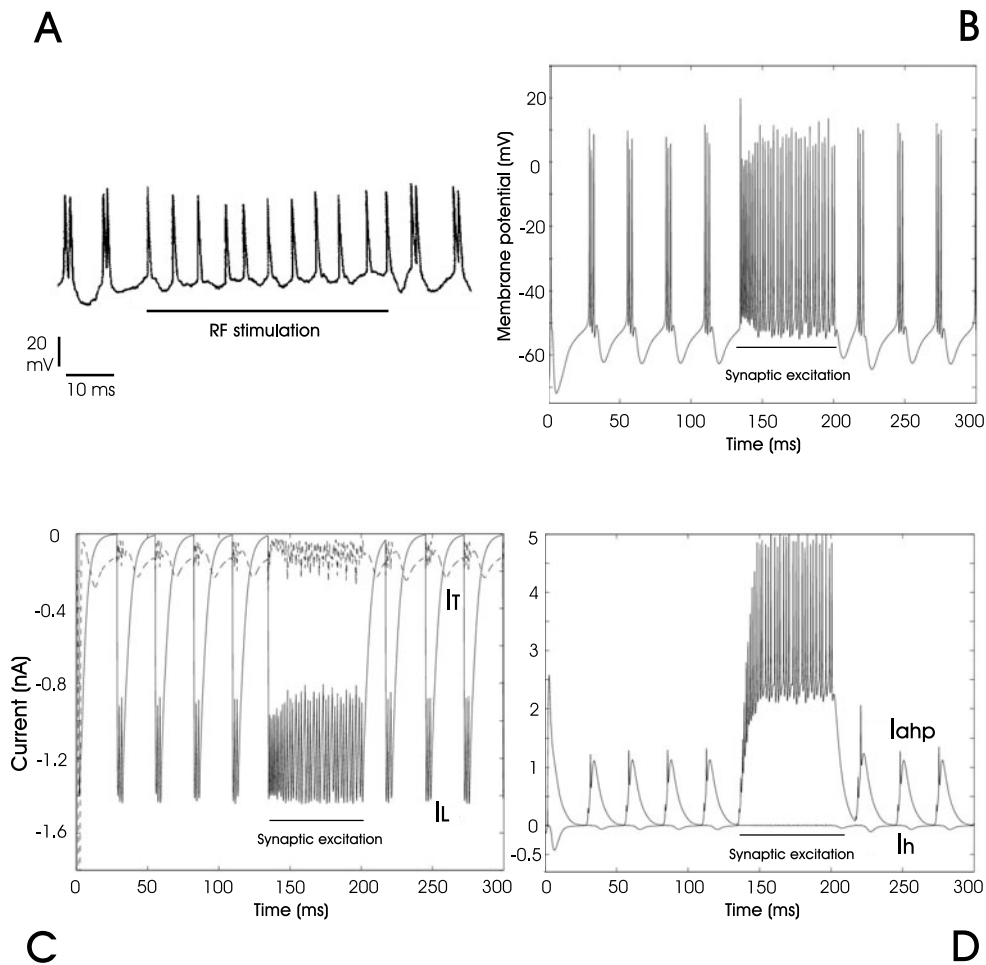 A
20
mV
10 ms
RF stimulation
B
Membrane potential (mV)
20
0
-20
-40
-60
Synaptic excitation
0 50 100 150 200 250 300
Time (ms)
Current (nA)
0
-0.4
-0.8
-1.2
-1.6
IT
IL
Synaptic excitation
0 50 100 150 200 250 300
Time (ms)
C
5
4
3
2
1
0
-0.5
Iahp
Ih
Synaptic excitation
0 50 100 150 200 250 300
Time (ms)
D